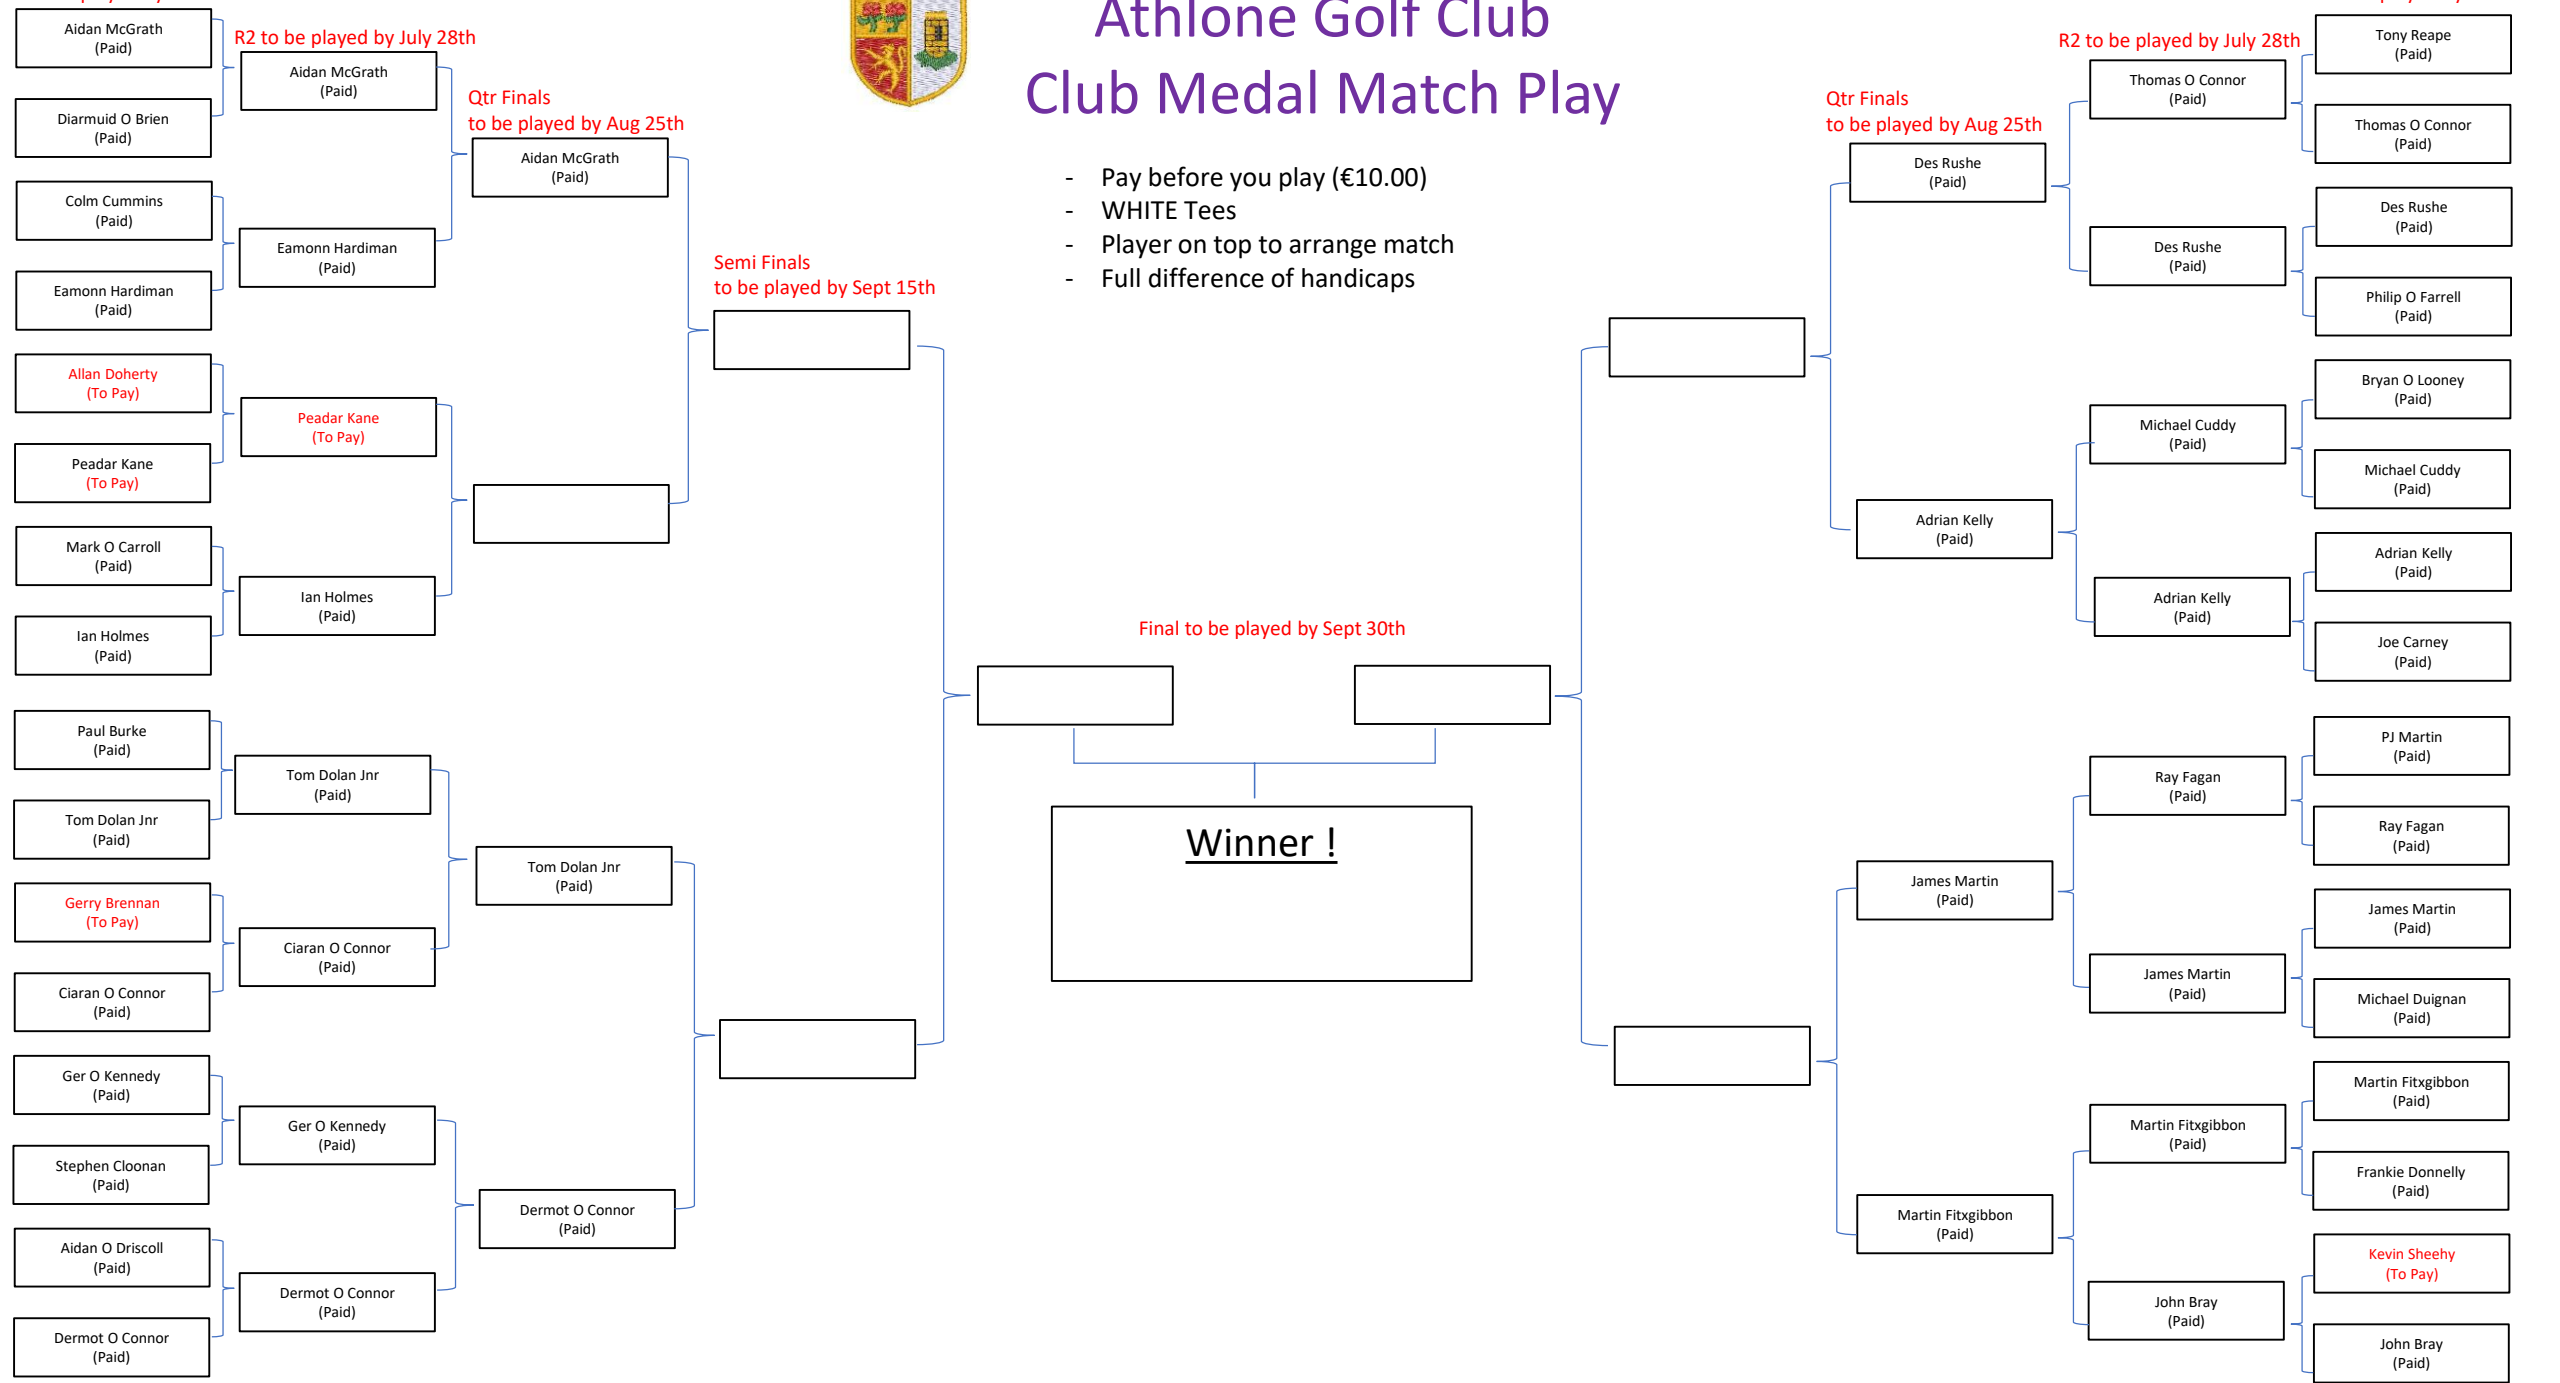 Athlone Golf Club
Club Medal Match Play
- Pay before you play (€10.00)
- WHITE Tees
- Player on top to arrange match
- Full difference of handicaps
Aidan McGrath
(Paid)
Diarmuid O Brien
(Paid)
Colm Cummins
(Paid)
Eamonn Hardiman
(Paid)
Allan Doherty
(To Pay)
Peadar Kane
(To Pay)
Mark O Carroll
(Paid)
Ian Holmes
(Paid)
Paul Burke
(Paid)
Tom Dolan Jnr
(Paid)
Gerry Brennan
(To Pay)
Ciaran O Connor
(Paid)
Ger O Kennedy
(Paid)
Stephen Cloonan
(Paid)
Aidan O Driscoll
(Paid)
Dermot O Connor
(Paid)
R2 to be played by July 28th
Aidan McGrath
(Paid)
Eamonn Hardiman
(Paid)
Peadar Kane
(To Pay)
Ian Holmes
(Paid)
Tom Dolan Jnr
(Paid)
Ciaran O Connor
(Paid)
Ger O Kennedy
(Paid)
Dermot O Connor
(Paid)
Qtr Finals
to be played by Aug 25th
Aidan McGrath
(Paid)
Tom Dolan Jnr
(Paid)
Dermot O Connor
(Paid)
Semi Finals
to be played by Sept 15th
Final to be played by Sept 30th
Winner !
Qtr Finals
to be played by Aug 25th
Des Rushe
(Paid)
Adrian Kelly
(Paid)
James Martin
(Paid)
Martin Fitxgibbon
(Paid)
R2 to be played by July 28th
Thomas O Connor
(Paid)
Des Rushe
(Paid)
Michael Cuddy
(Paid)
Adrian Kelly
(Paid)
Ray Fagan
(Paid)
James Martin
(Paid)
Martin Fitxgibbon
(Paid)
John Bray
(Paid)
Tony Reape
(Paid)
Thomas O Connor
(Paid)
Des Rushe
(Paid)
Philip O Farrell
(Paid)
Bryan O Looney
(Paid)
Michael Cuddy
(Paid)
Adrian Kelly
(Paid)
Joe Carney
(Paid)
PJ Martin
(Paid)
Ray Fagan
(Paid)
James Martin
(Paid)
Michael Duignan
(Paid)
Martin Fitxgibbon
(Paid)
Frankie Donnelly
(Paid)
Kevin Sheehy
(To Pay)
John Bray
(Paid)